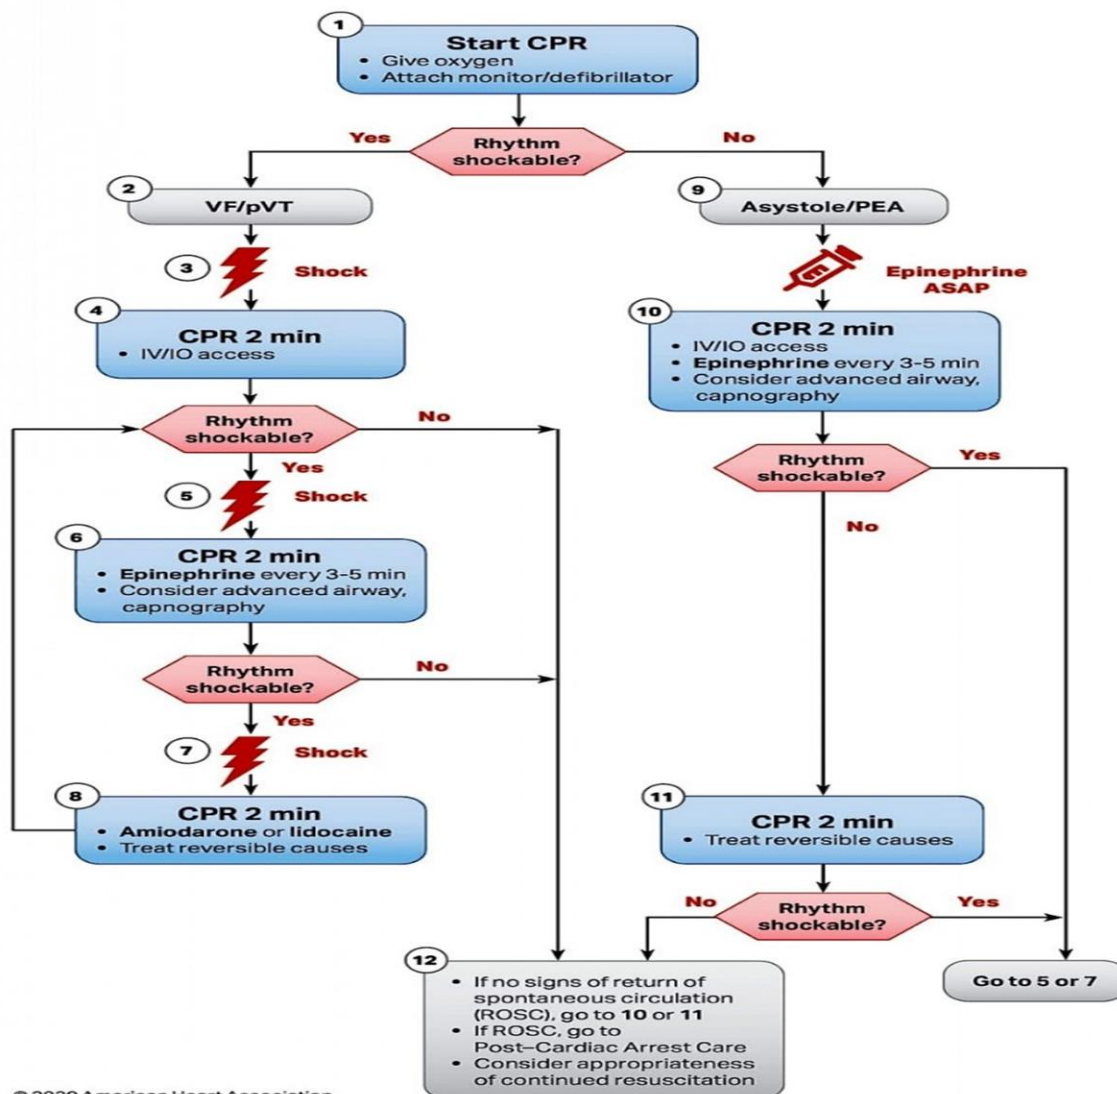 1
Start CPR
• Give oxygen
• Attach monitor/defibrillator
Yes
Rhythm
shockable?
No
2
VF/pVT
3
Shock
4
CPR 2 min
• IV/IO access
Rhythm
shockable?
No
Yes
5
Shock
6
CPR 2 min
• Epinephrine every 3-5 min
• Consider advanced airway,
capnography
Rhythm
shockable?
No
Yes
7
Shock
8
CPR 2 min
• Amiodarone or lidocaine
• Treat reversible causes
9
Asystole/PEA
Epinephrine
ASAP
10
CPR 2 min
• IV/IO access
• Epinephrine every 3-5 min
• Consider advanced airway,
capnography
Rhythm
shockable?
Yes
No
11
CPR 2 min
• Treat reversible causes
No
Rhythm
shockable?
Yes
12
• If no signs of return of
spontaneous circulation
(ROSC), go to 10 or 11
• If ROSC, go to
Post–Cardiac Arrest Care
• Consider appropriateness
of continued resuscitation
Go to 5 or 7
© 2020 American Heart Association